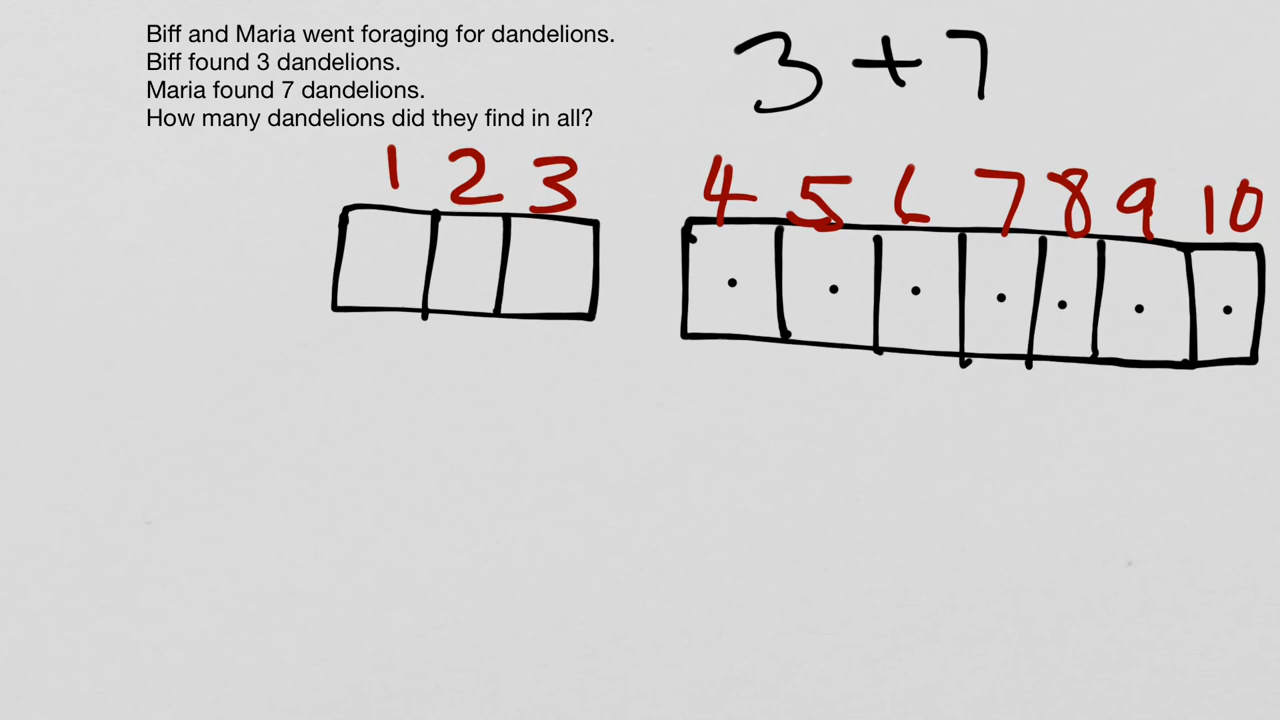 Biff and Maria went foraging for dandelions.
Biff found 3 dandelions.
Maria found 7 dandelions.
How many dandelions did they find in all?
3 + 7
1 2 3 4 5 6 7 8 9 10